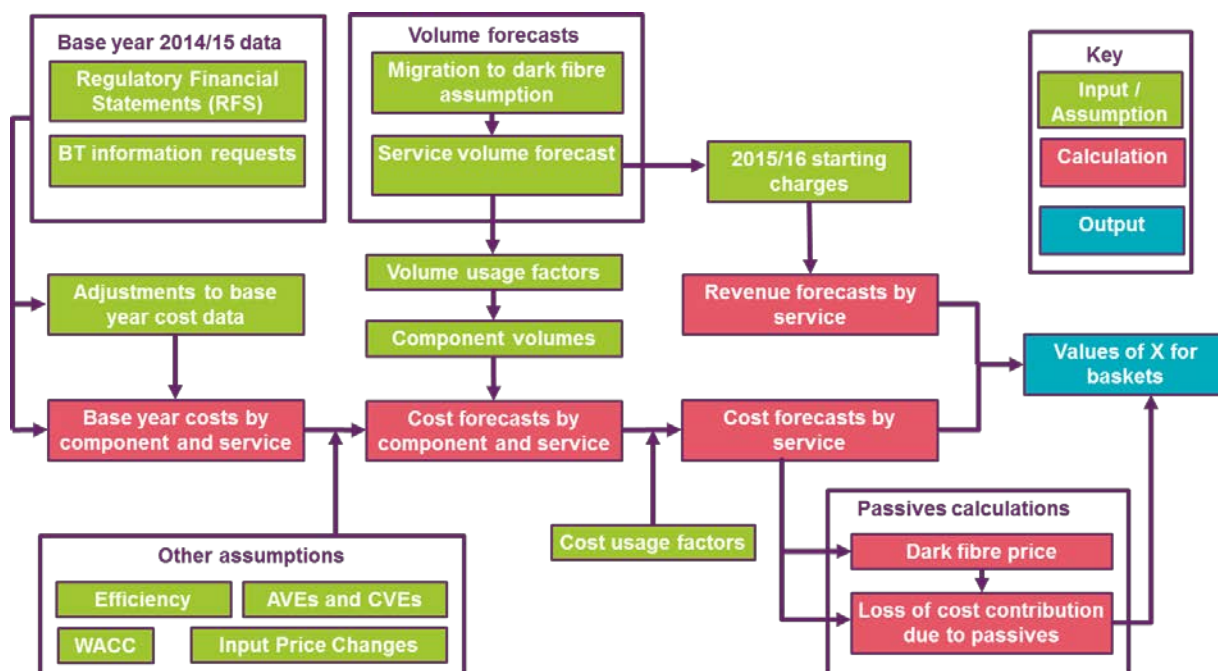 Base year 2014/15 data
Regulatory Financial
Statements (RFS)
BT information requests
Volume forecasts
Migration to dark fibre
assumption
Service volume forecast
2015/16 starting
charges
Key
Input /
Assumption
Calculation
Output
Adjustments to base
year cost data
Volume usage factors
Component volumes
Revenue forecasts by
service
Values of X for
baskets
Base year costs by
component and service
Cost forecasts by
component and service
Cost forecasts by
service
Other assumptions
Efficiency
AVEs and CVEs
WACC
Input Price Changes
Cost usage factors
Passives calculations
Dark fibre price
Loss of cost contribution
due to passives